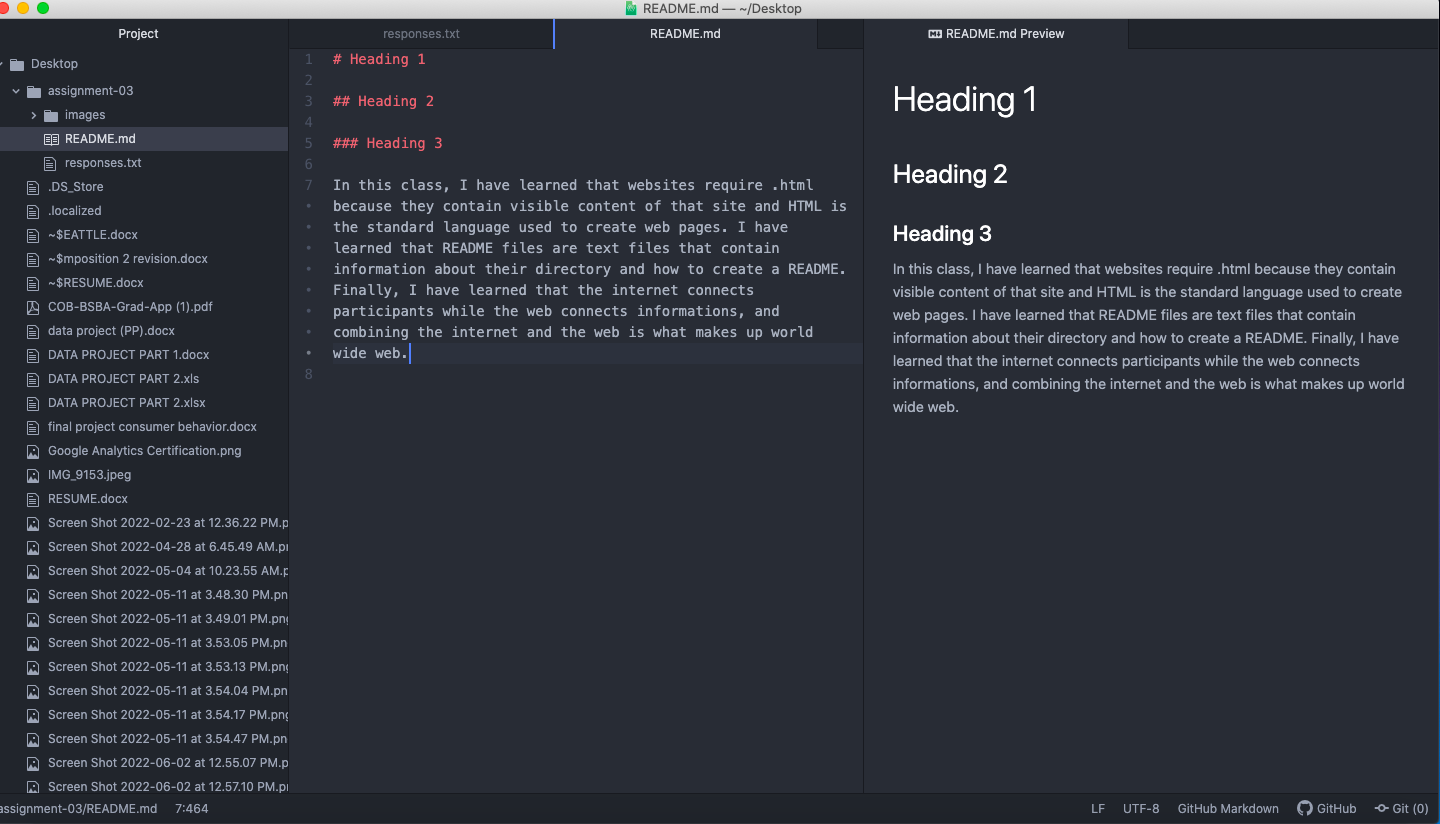 README.md — ~/Desktop
Project
responses.txt
README.md
README.md Preview
Desktop
assignment-03
images
README.md
responses.txt
.DS_Store
.localized
~$EATTLE.docx
~$mposition 2 revision.docx
~$RESUME.docx
COB-BSBA-Grad-App (1).pdf
data project (PP).docx
DATA PROJECT PART 1.docx
DATA PROJECT PART 2.xls
DATA PROJECT PART 2.xlsx
final project consumer behavior.docx
Google Analytics Certification.png
IMG_9153.jpeg
RESUME.docx
Screen Shot 2022-02-23 at 12.36.22 PM.p
Screen Shot 2022-04-28 at 6.45.49 AM.pr
Screen Shot 2022-05-04 at 10.23.55 AM.p
Screen Shot 2022-05-11 at 3.48.30 PM.pn
Screen Shot 2022-05-11 at 3.49.01 PM.png
Screen Shot 2022-05-11 at 3.53.05 PM.pn
Screen Shot 2022-05-11 at 3.53.13 PM.png
Screen Shot 2022-05-11 at 3.54.04 PM.pn
Screen Shot 2022-05-11 at 3.54.17 PM.png
Screen Shot 2022-05-11 at 3.54.47 PM.pn
Screen Shot 2022-06-02 at 12.55.07 PM.p
Screen Shot 2022-06-02 at 12.57.10 PM.pr
1 # Heading 1
2
3 ## Heading 2
4
5 ### Heading 3
6
7 In this class, I have learned that websites require .html
• because they contain visible content of that site and HTML is
• the standard language used to create web pages. I have
• learned that README files are text files that contain
• information about their directory and how to create a README.
• Finally, I have learned that the internet connects
• participants while the web connects informations, and
• combining the internet and the web is what makes up world
• wide web.
8
Heading 1
Heading 2
Heading 3
In this class, I have learned that websites require .html because they contain
visible content of that site and HTML is the standard language used to create
web pages. I have learned that README files are text files that contain
information about their directory and how to create a README. Finally, I have
learned that the internet connects participants while the web connects
informations, and combining the internet and the web is what makes up world
wide web.
assignment-03/README.md 7:464
LF UTF-8 GitHub Markdown GitHub Git (0)